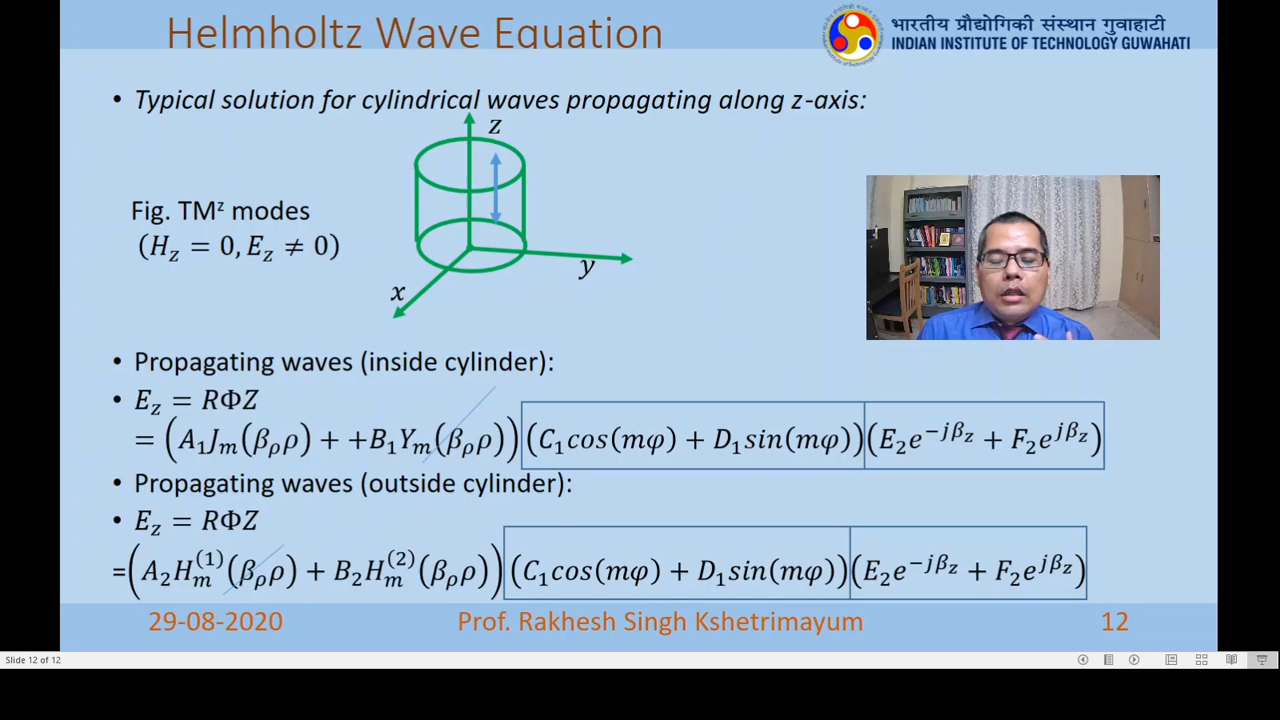 Helmholtz Wave Equation
भारतीय प्रौद्योगिकी संस्थान गुवाहाटी
INDIAN INSTITUTE OF TECHNOLOGY GUWAHATI
• Typical solution for cylindrical waves propagating along z-axis:
z
Fig. TMᶻ modes
(H_z = 0, E_z ≠ 0)
y
x
• Propagating waves (inside cylinder):
• E_z = RΦZ
= (A₁J_m(β_ρρ) + +B₁Y_m(β_ρρ))(C₁cos(mφ) + D₁sin(mφ))(E₂e^{−jβ_z} + F₂e^{jβ_z})
• Propagating waves (outside cylinder):
• E_z = RΦZ
=(A₂H_m^{(1)}(β_ρρ) + B₂H_m^{(2)}(β_ρρ))(C₁cos(mφ) + D₁sin(mφ))(E₂e^{−jβ_z} + F₂e^{jβ_z})
29-08-2020 Prof. Rakhesh Singh Kshetrimayum 12
Slide 12 of 12